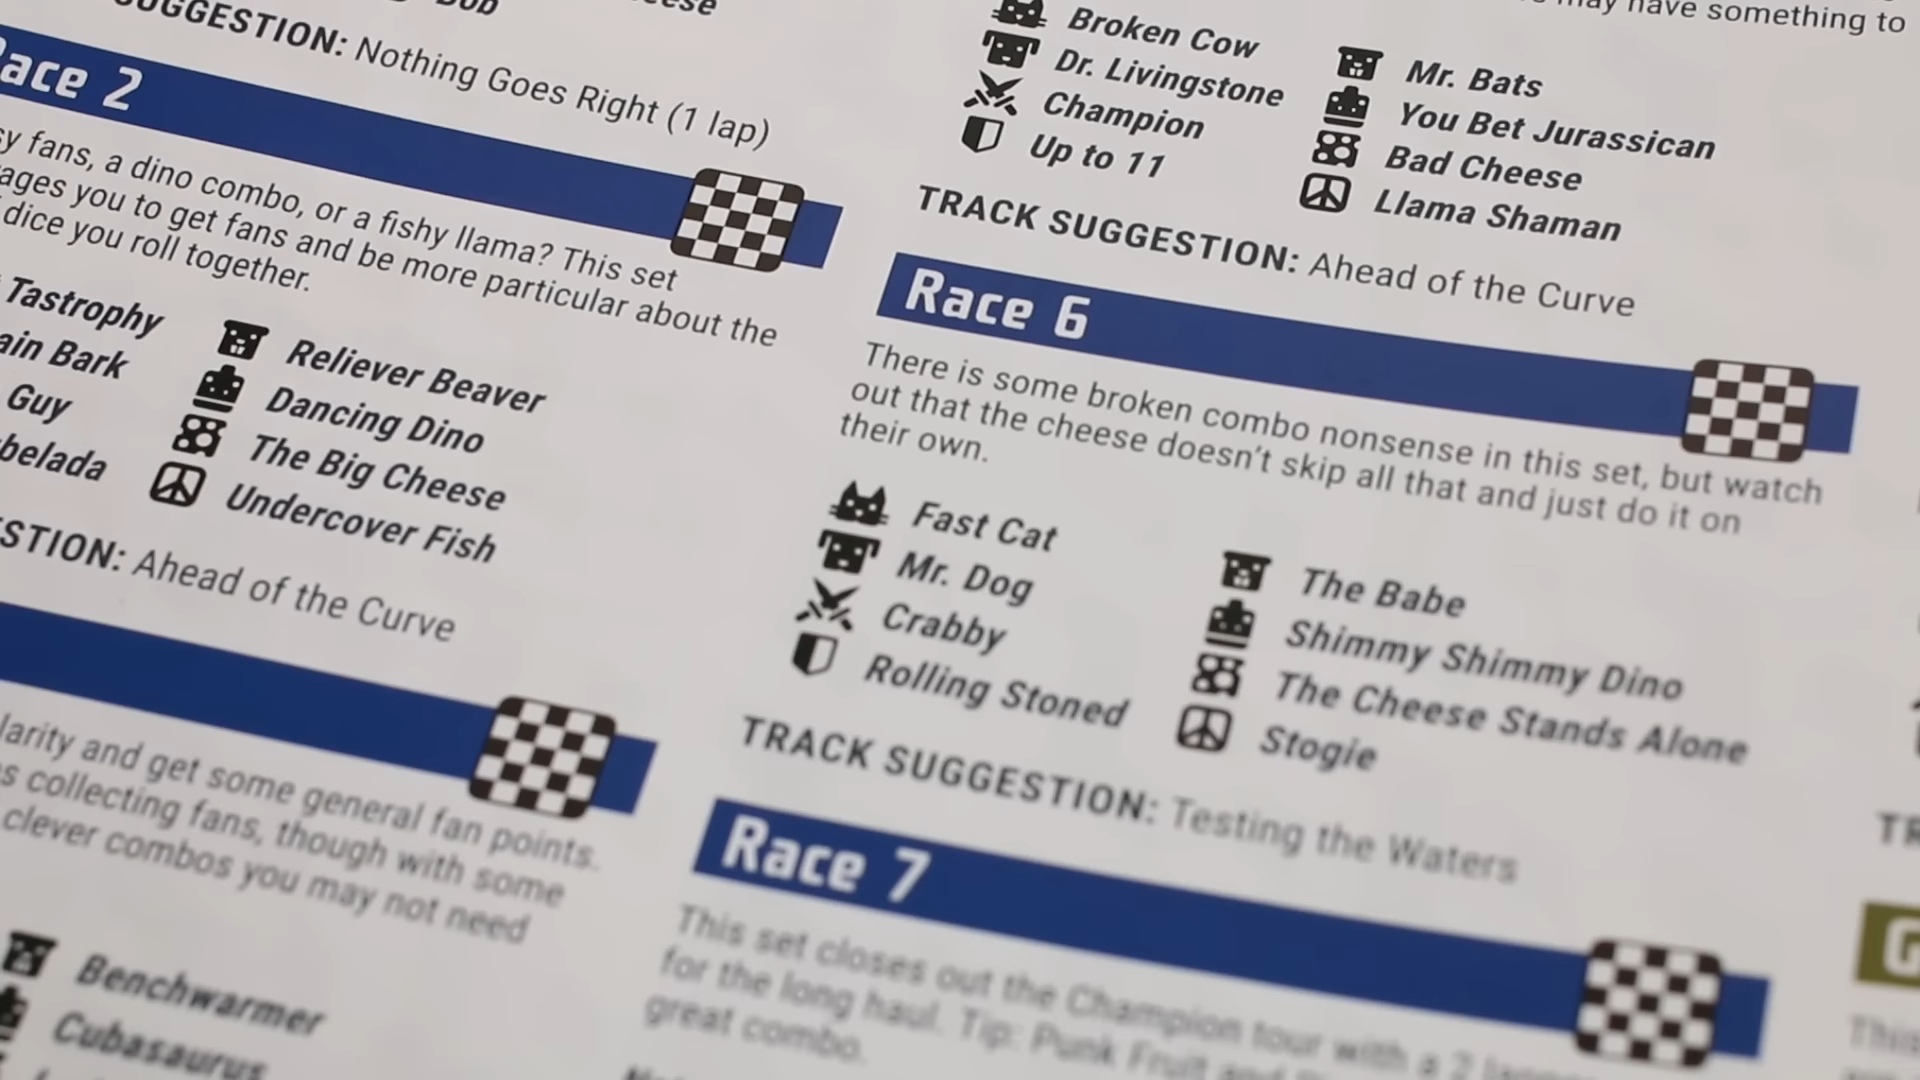 SUGGESTION: Nothing Goes Right (1 lap)
Race 2
fans, a dino combo, or a fishy llama? This set
you to get fans and be more particular about the
dice you roll together.
Tastrophy
Bark
Guy
Reliever Beaver
Dancing Dino
The Big Cheese
Undercover Fish
Ahead of the Curve
and get some general fan points.
collecting fans, though with some
clever combos you may not need
Benchwarmer
Cubasaurus
may have something to
Broken Cow
Dr. Livingstone
Champion
Up to 11
Mr. Bats
You Bet Jurassican
Bad Cheese
Llama Shaman
TRACK SUGGESTION: Ahead of the Curve
Race 6
There is some broken combo nonsense in this set, but watch
out that the cheese doesn't skip all that and just do it on
their own.
Fast Cat
Mr. Dog
Crabby
Rolling Stoned
The Babe
Shimmy Shimmy Dino
The Cheese Stands Alone
Stogie
TRACK SUGGESTION: Testing the Waters
Race 7
This set closes out the Champion tour with a 2
for the long haul. Tip: Punk Fruit and
great combo.